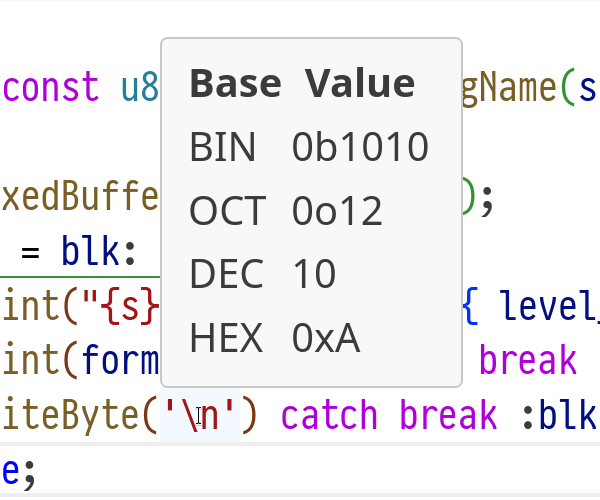 const u8 gName(s
Base Value
BIN 0b1010
xedBuffe );
OCT 0o12
= blk:
DEC 10
int("{s} { level_
HEX 0xA
int(form break
iteByte('\n') catch break :blk
e;